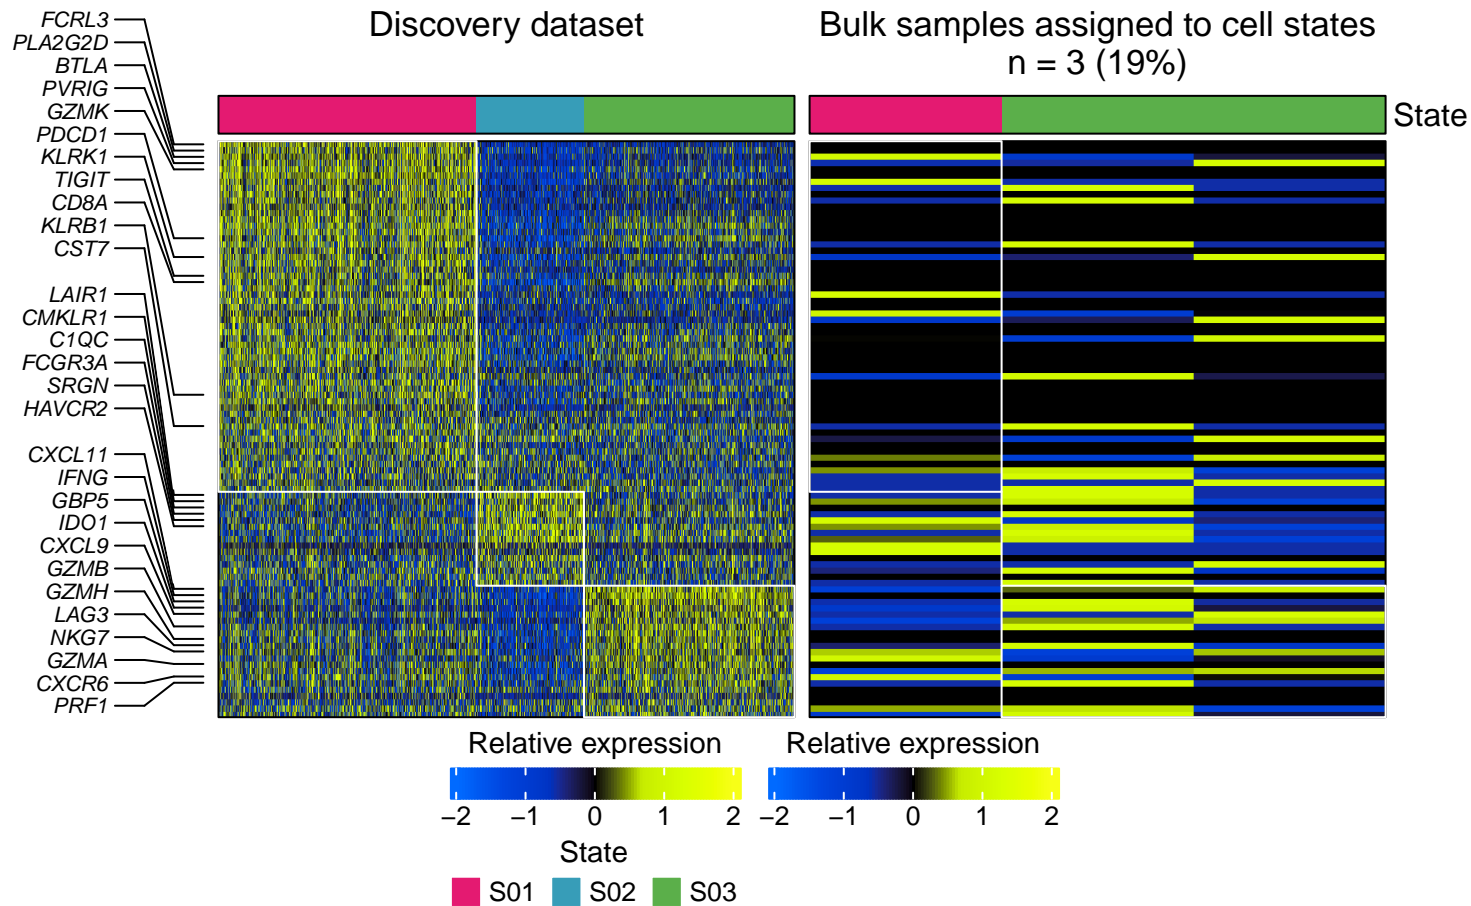 Discovery dataset
Bulk samples assigned to cell states
n = 3 (19%)
State
FCRL3
PLA2G2D
BTLA
PVRIG
GZMK
PDCD1
KLRK1
TIGIT
CD8A
KLRB1
CST7
LAIR1
CMKLR1
C1QC
FCGR3A
SRGN
HAVCR2
CXCL11
IFNG
GBP5
IDO1
CXCL9
GZMB
GZMH
LAG3
NKG7
GZMA
CXCR6
PRF1
Relative expression
−2 −1 0 1 2
Relative expression
−2 −1 0 1 2
State
S01 S02 S03